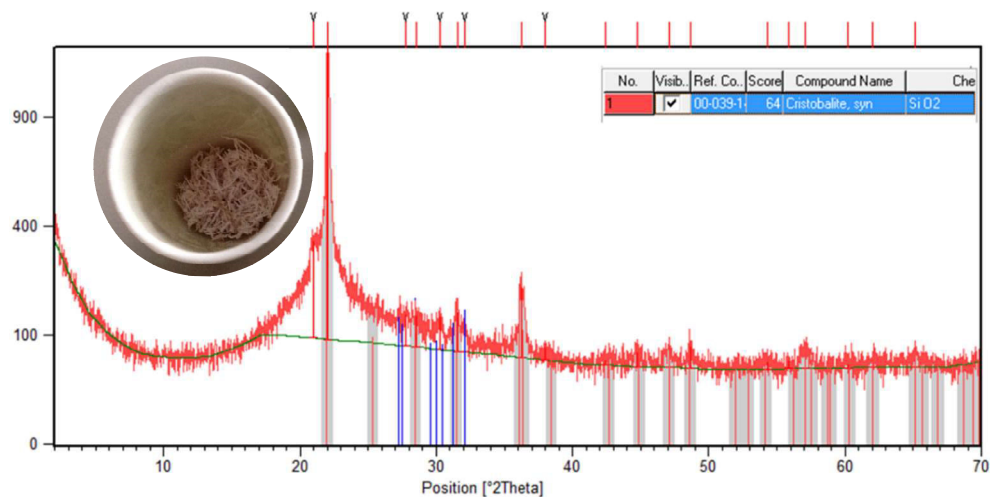 No. Visib.. Ref. Co.. Score Compound Name Che
1 00-039-1 64 Cristobalite, syn Si O2
900
400
100
0
10 20 30 40 50 60 70
Position [°2Theta]